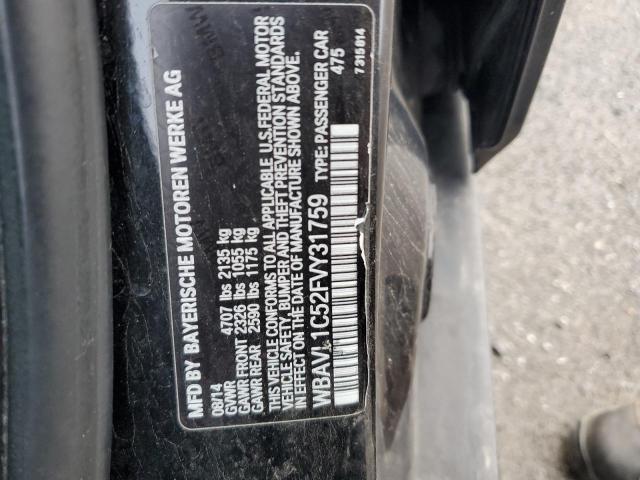 MFD BY BAYERISCHE MOTOREN WERKE AG
08/14
GVWR 4707 lbs 2135 kg
GAWR FRONT 2326 lbs 1055 kg
GAWR REAR 2590 lbs 1175 kg
THIS VEHICLE CONFORMS TO ALL APPLICABLE U.S.FEDERAL MOTOR
VEHICLE SAFETY, BUMPER AND THEFT PREVENTION STANDARDS
IN EFFECT ON THE DATE OF MANUFACTURE SHOWN ABOVE.
WBAVL1C52FVY31759 TYPE: PASSENGER CAR
475
7 315 814